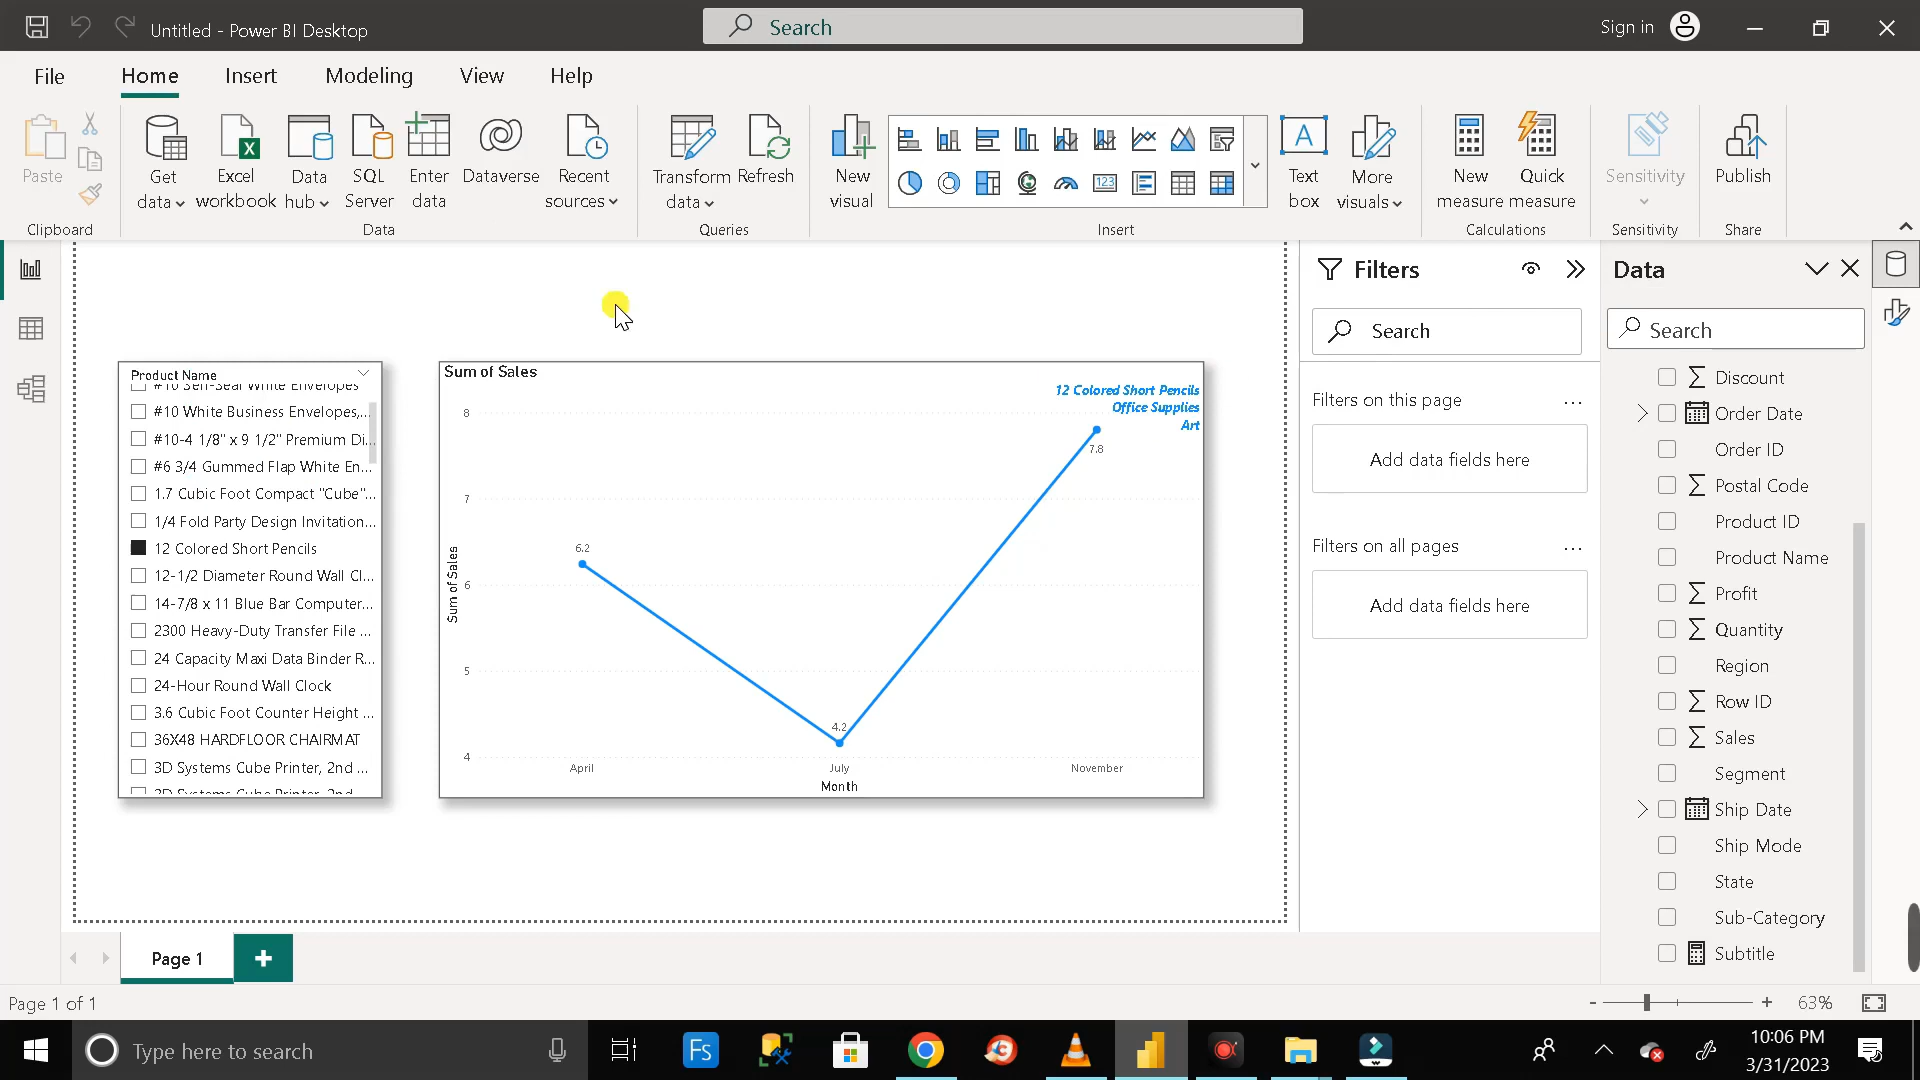 Untitled - Power BI Desktop
Search
Sign in
File
Home
Insert
Modeling
View
Help
Paste
Get data
Excel workbook
Data hub
SQL Server
Enter data
Dataverse
Recent sources
Transform data
Refresh
New visual
Text box
More visuals
New measure
Quick measure
Sensitivity
Publish
Clipboard
Data
Queries
Insert
Calculations
Sensitivity
Share
Product Name
#10 Self-Seal White Envelopes
#10 White Business Envelopes,...
#10-4 1/8" x 9 1/2" Premium Di...
#6 3/4 Gummed Flap White En...
1.7 Cubic Foot Compact "Cube"...
1/4 Fold Party Design Invitation...
12 Colored Short Pencils
12-1/2 Diameter Round Wall Cl...
14-7/8 x 11 Blue Bar Computer...
2300 Heavy-Duty Transfer File ...
24 Capacity Maxi Data Binder R...
24-Hour Round Wall Clock
3.6 Cubic Foot Counter Height ...
36X48 HARDFLOOR CHAIRMAT
3D Systems Cube Printer, 2nd ...
3D Systems Cube Printer, 2nd
Sum of Sales
12 Colored Short Pencils
Office Supplies
Art
8
7
6
5
4
Sum of Sales
6.2
4.2
7.8
April
July
November
Month
Filters
Search
Filters on this page
...
Add data fields here
Filters on all pages
...
Add data fields here
Data
Search
Discount
Order Date
Order ID
Postal Code
Product ID
Product Name
Profit
Quantity
Region
Row ID
Sales
Segment
Ship Date
Ship Mode
State
Sub-Category
Subtitle
Page 1
Page 1 of 1
- + 63%
Type here to search
Fs
10:06 PM
3/31/2023